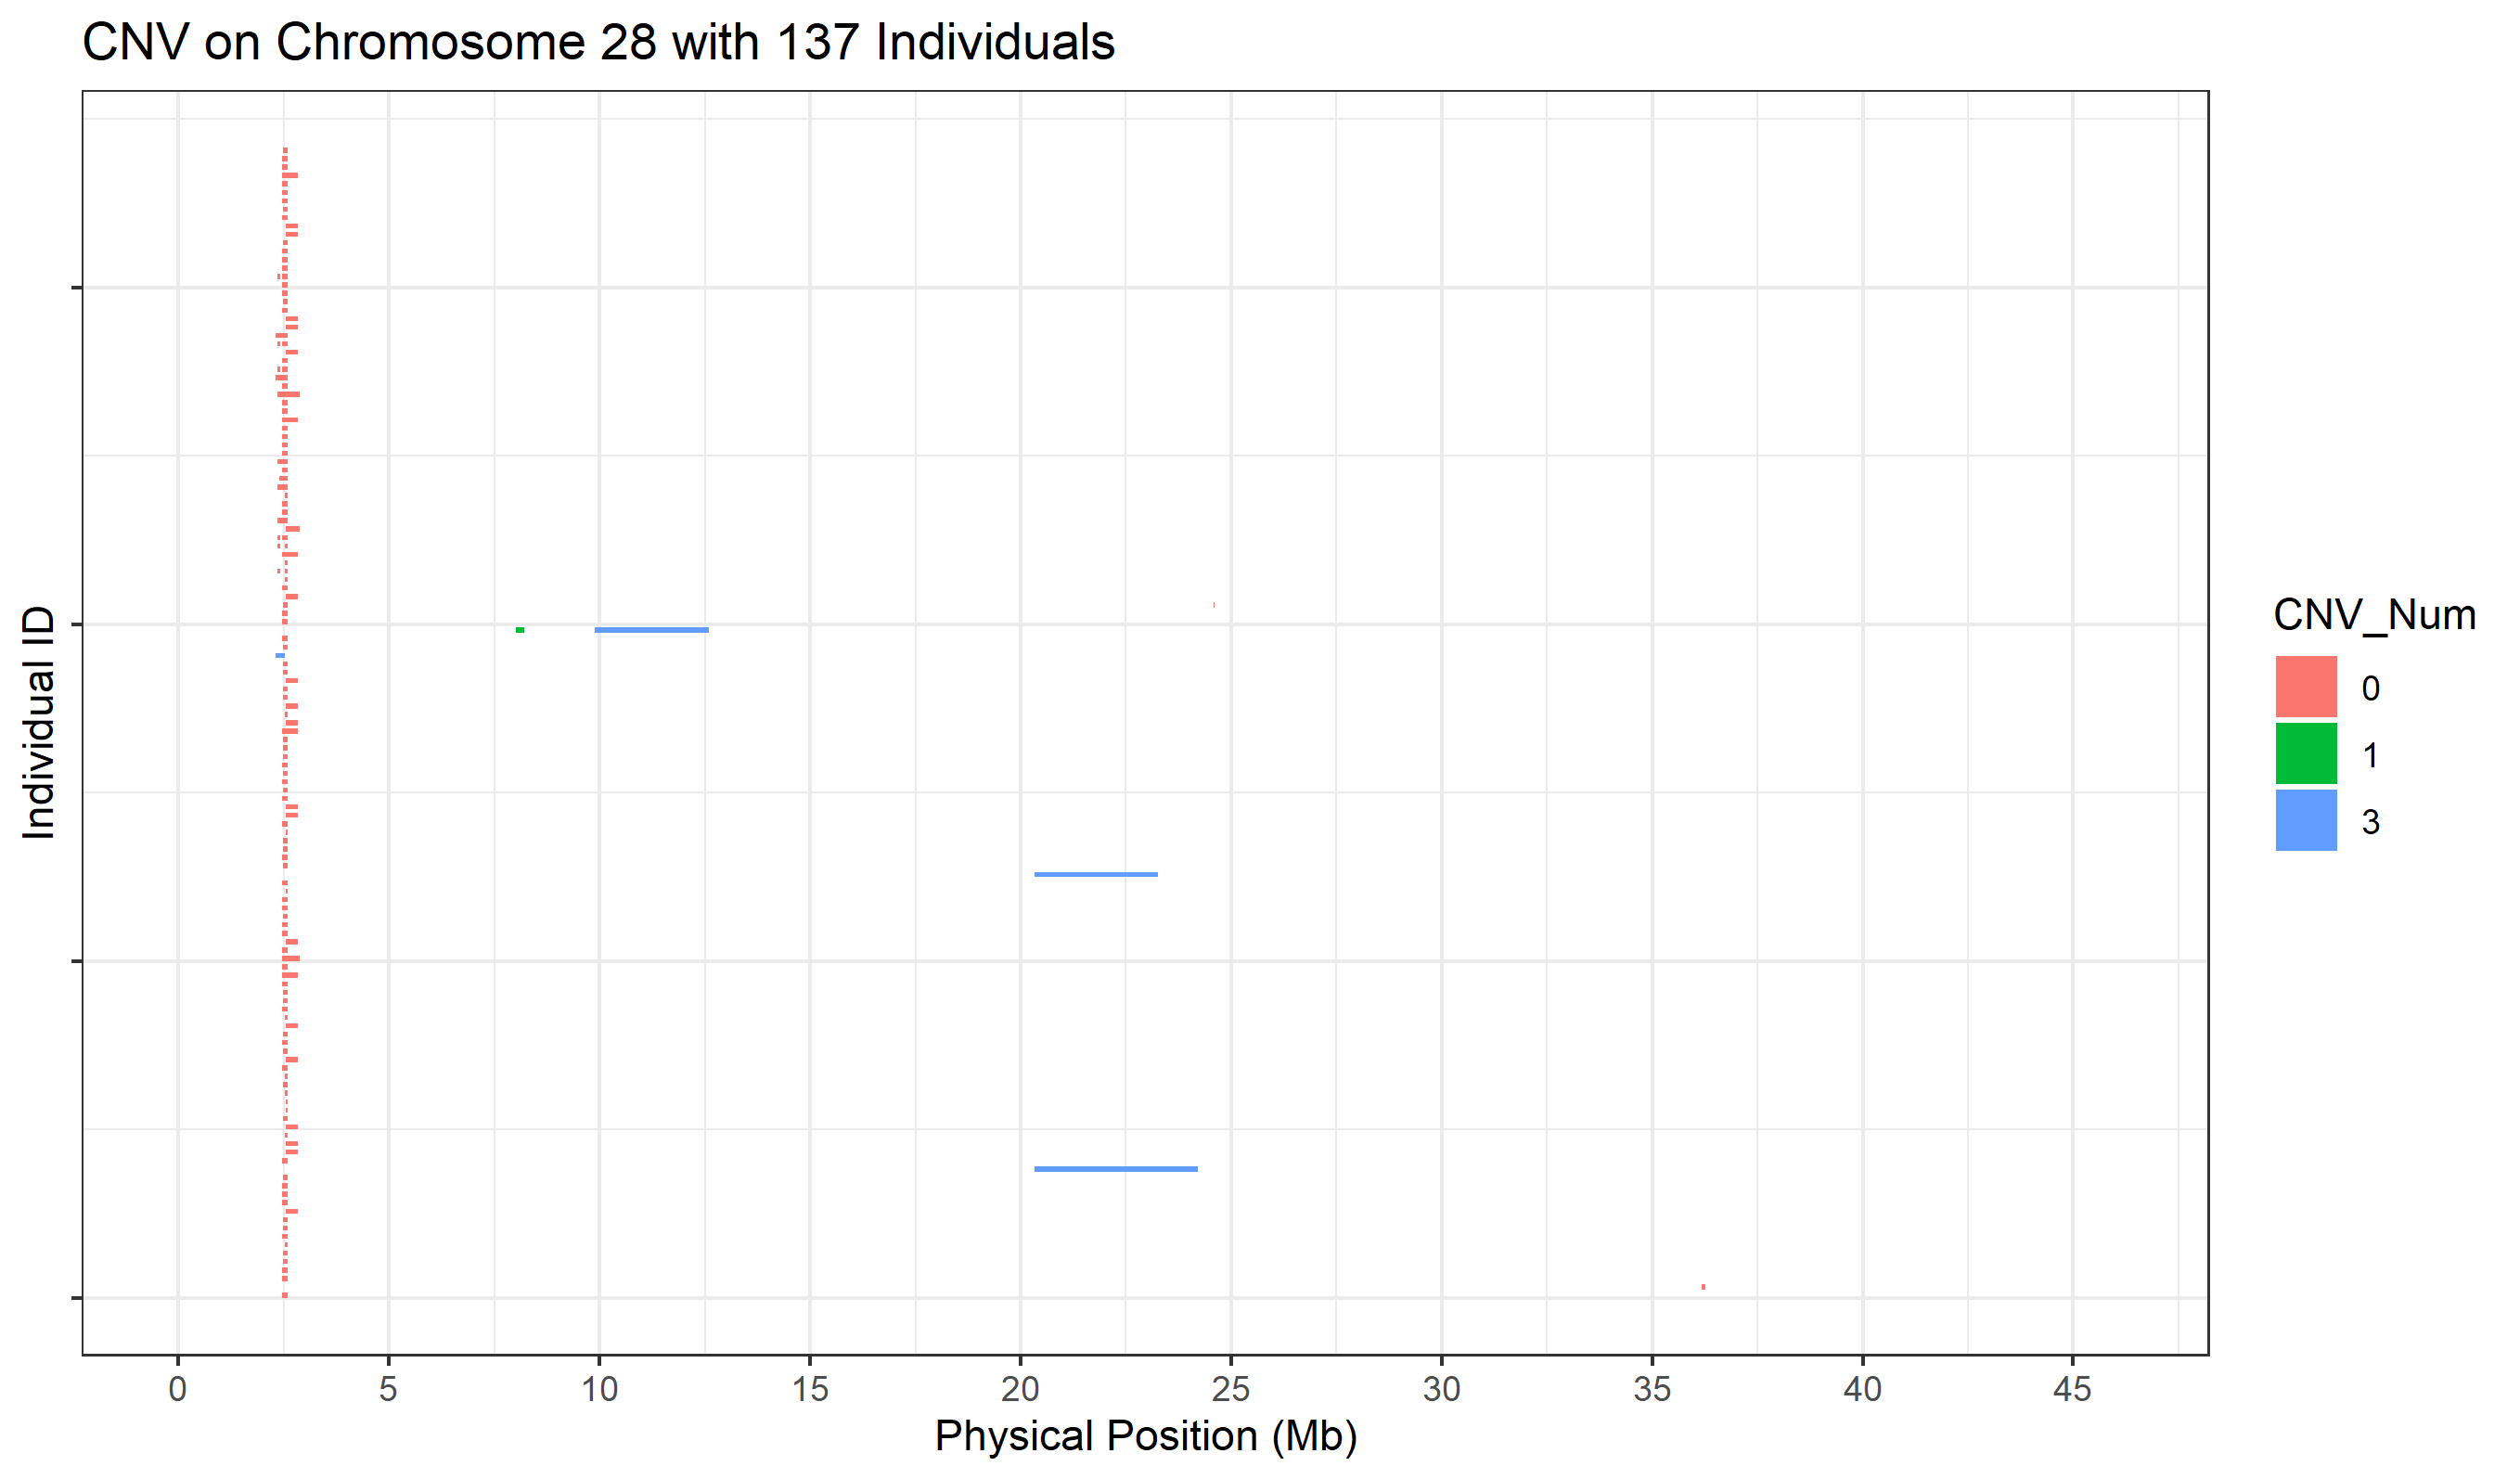 CNV on Chromosome 28 with 137 Individuals
Individual ID
0 5 10 15 20 25 30 35 40 45
Physical Position (Mb)
CNV_Num
0
1
3